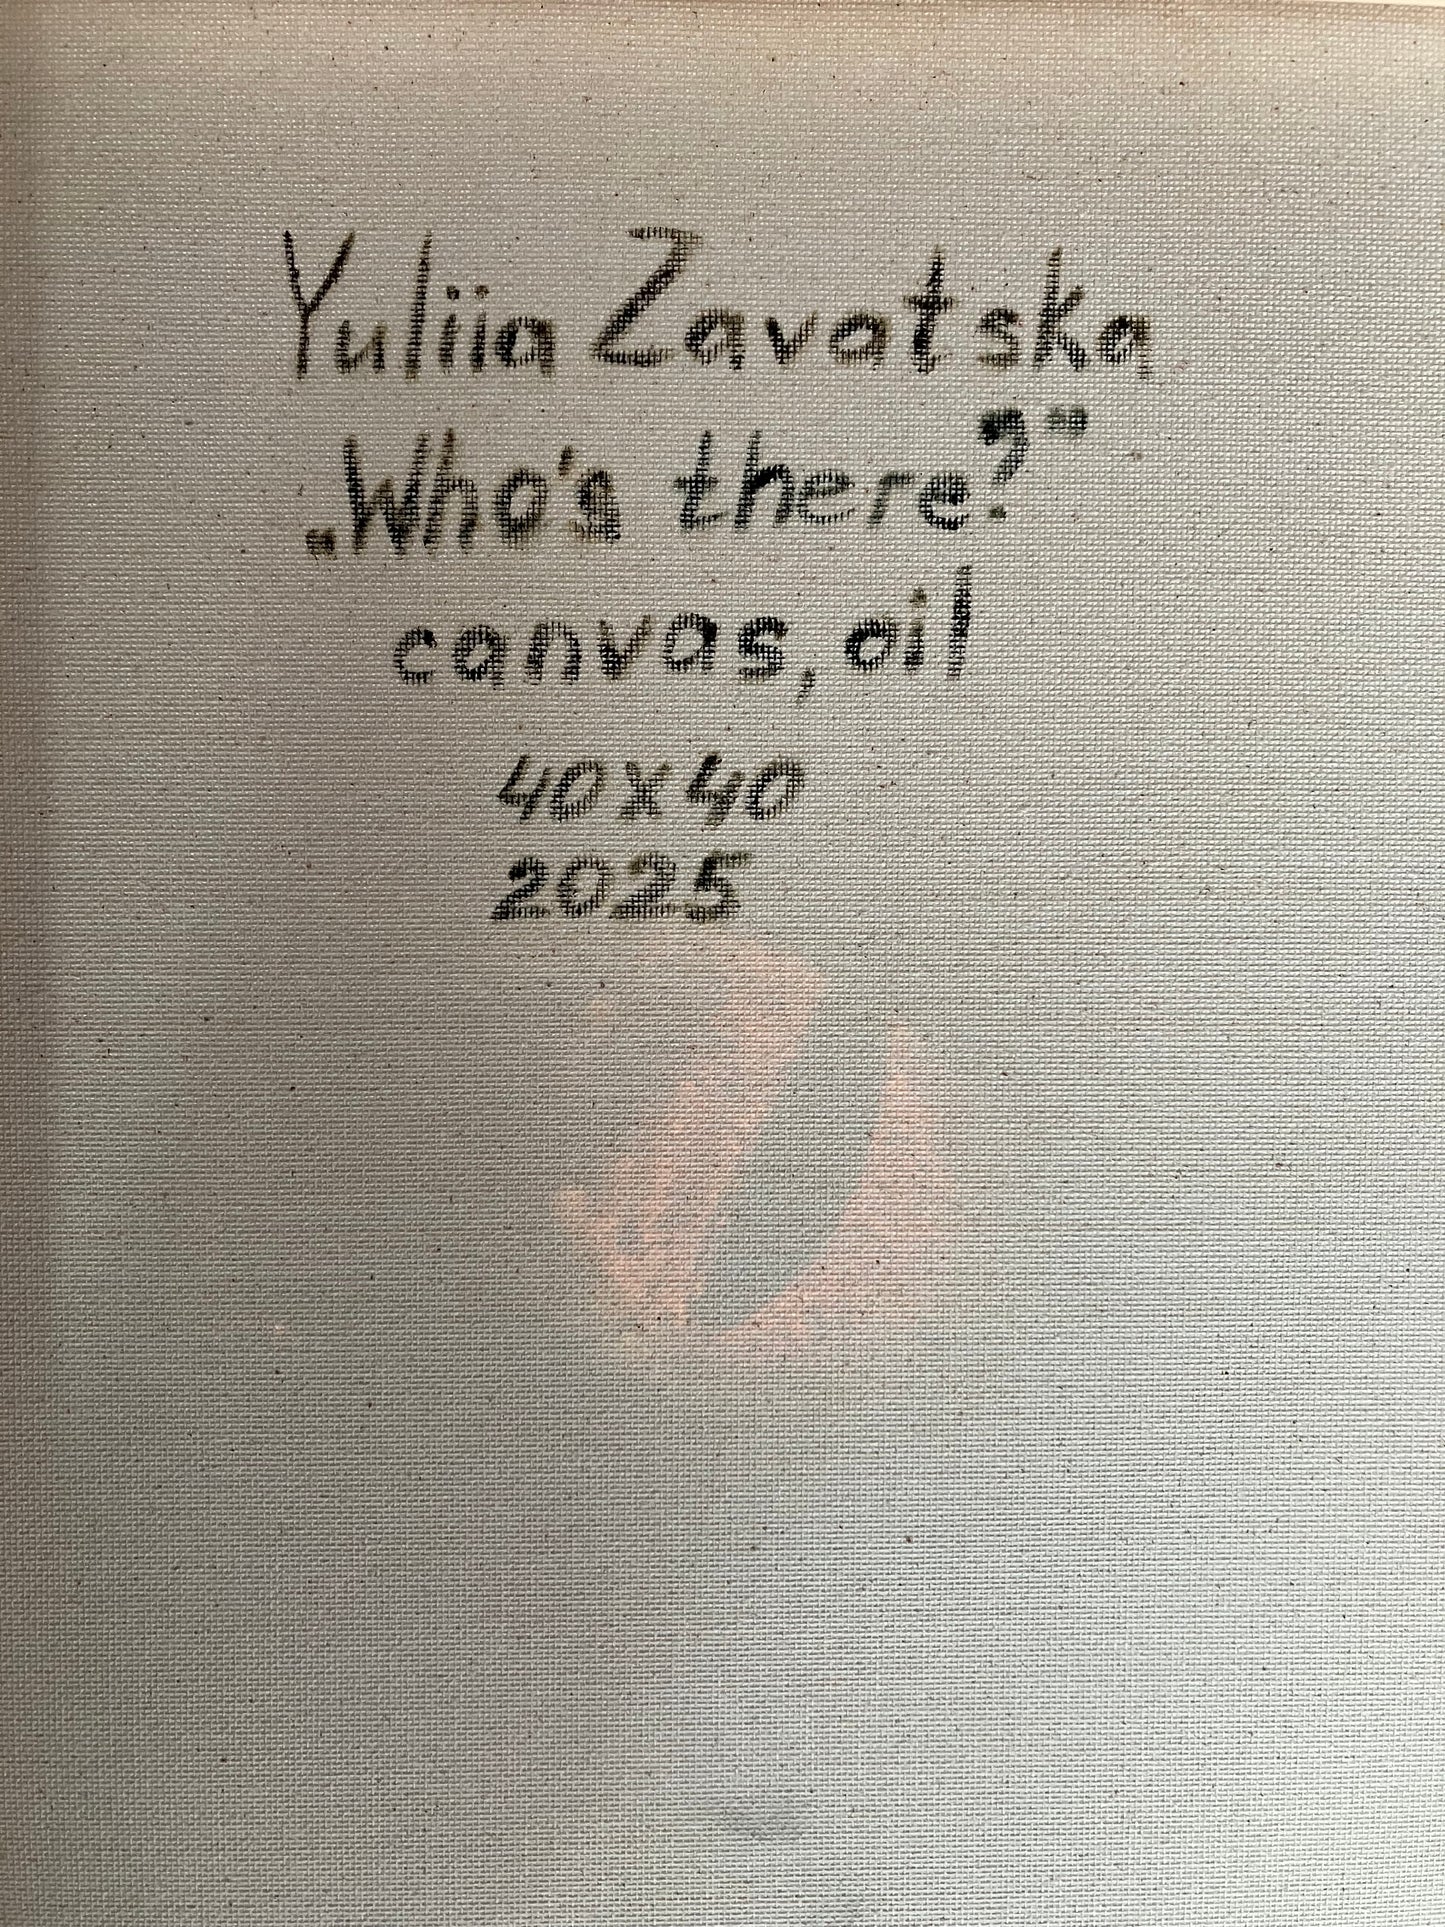 Yuliia Zavatska
„Who's there?"
canvas, oil
40x40
2025